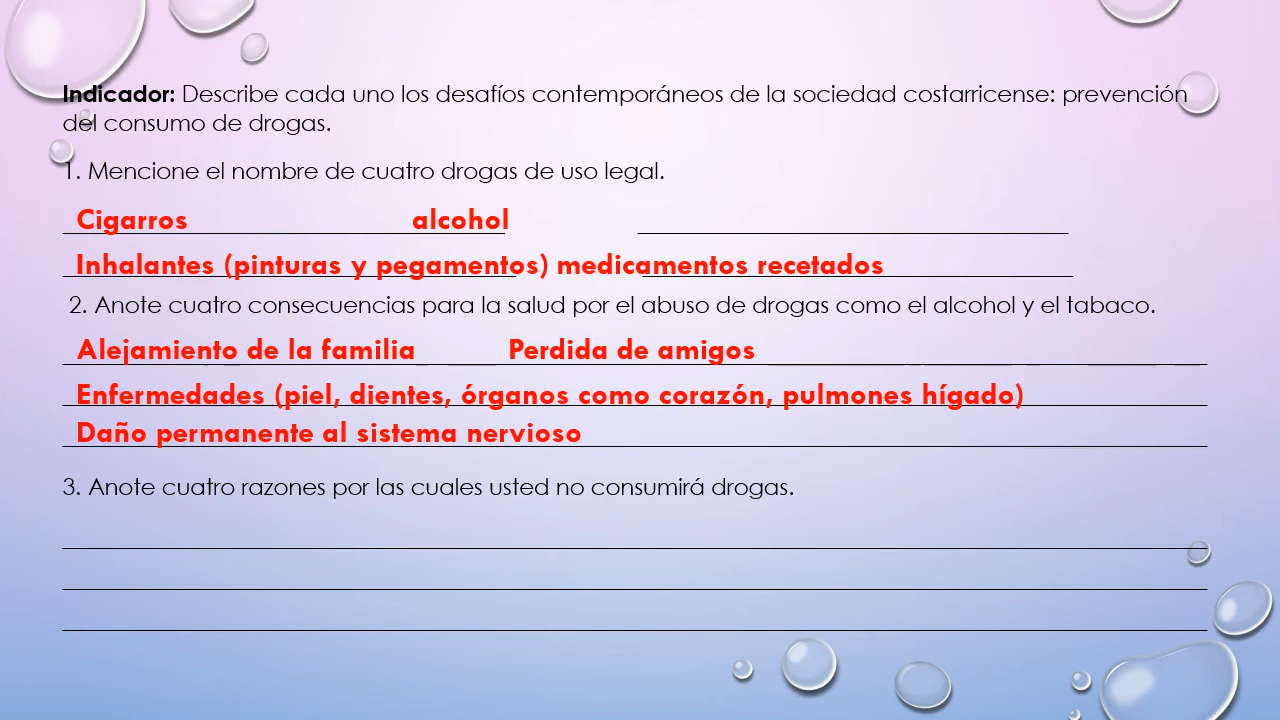 Indicador: Describe cada uno los desafíos contemporáneos de la sociedad costarricense: prevención
del consumo de drogas.
1. Mencione el nombre de cuatro drogas de uso legal.
Cigarros alcohol
Inhalantes (pinturas y pegamentos) medicamentos recetados
2. Anote cuatro consecuencias para la salud por el abuso de drogas como el alcohol y el tabaco.
Alejamiento de la familia Perdida de amigos
Enfermedades (piel, dientes, órganos como corazón, pulmones hígado)
Daño permanente al sistema nervioso
3. Anote cuatro razones por las cuales usted no consumirá drogas.